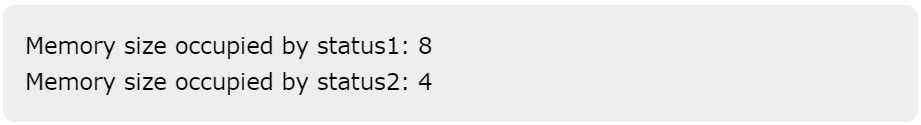 Memory size occupied by status1: 8
Memory size occupied by status2: 4